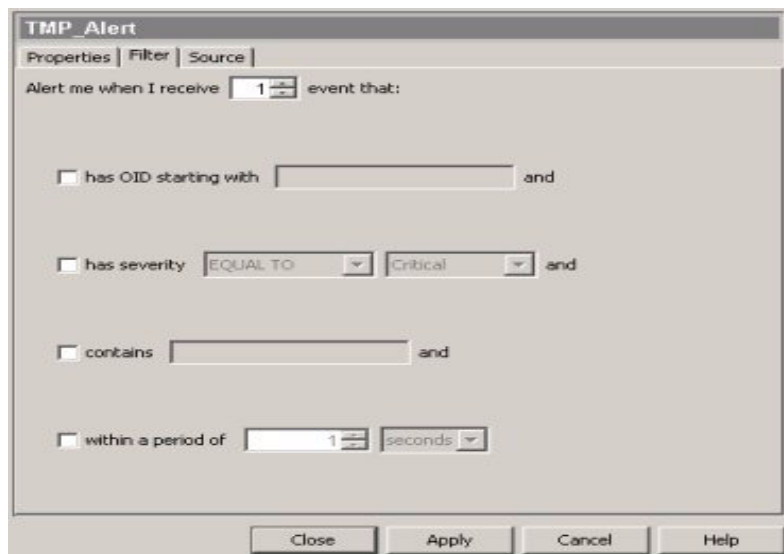 TMP_Alert
Properties Filter Source
Alert me when I receive 1 event that:
has OID starting with and
has severity EQUAL TO Critical and
contains and
within a period of 1 seconds
Close Apply Cancel Help